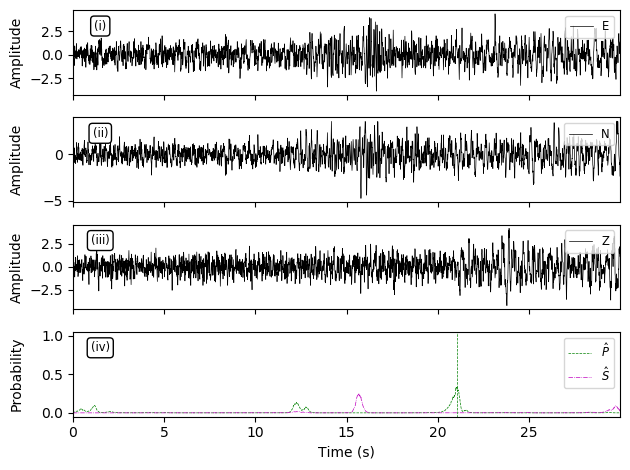 (i)
E
Amplitude
2.5
0.0
−2.5
(ii)
N
Amplitude
0
−5
(iii)
Z
Amplitude
2.5
0.0
−2.5
(iv)
P̂
Ŝ
Probability
1.0
0.5
0.0
0 5 10 15 20 25
Time (s)